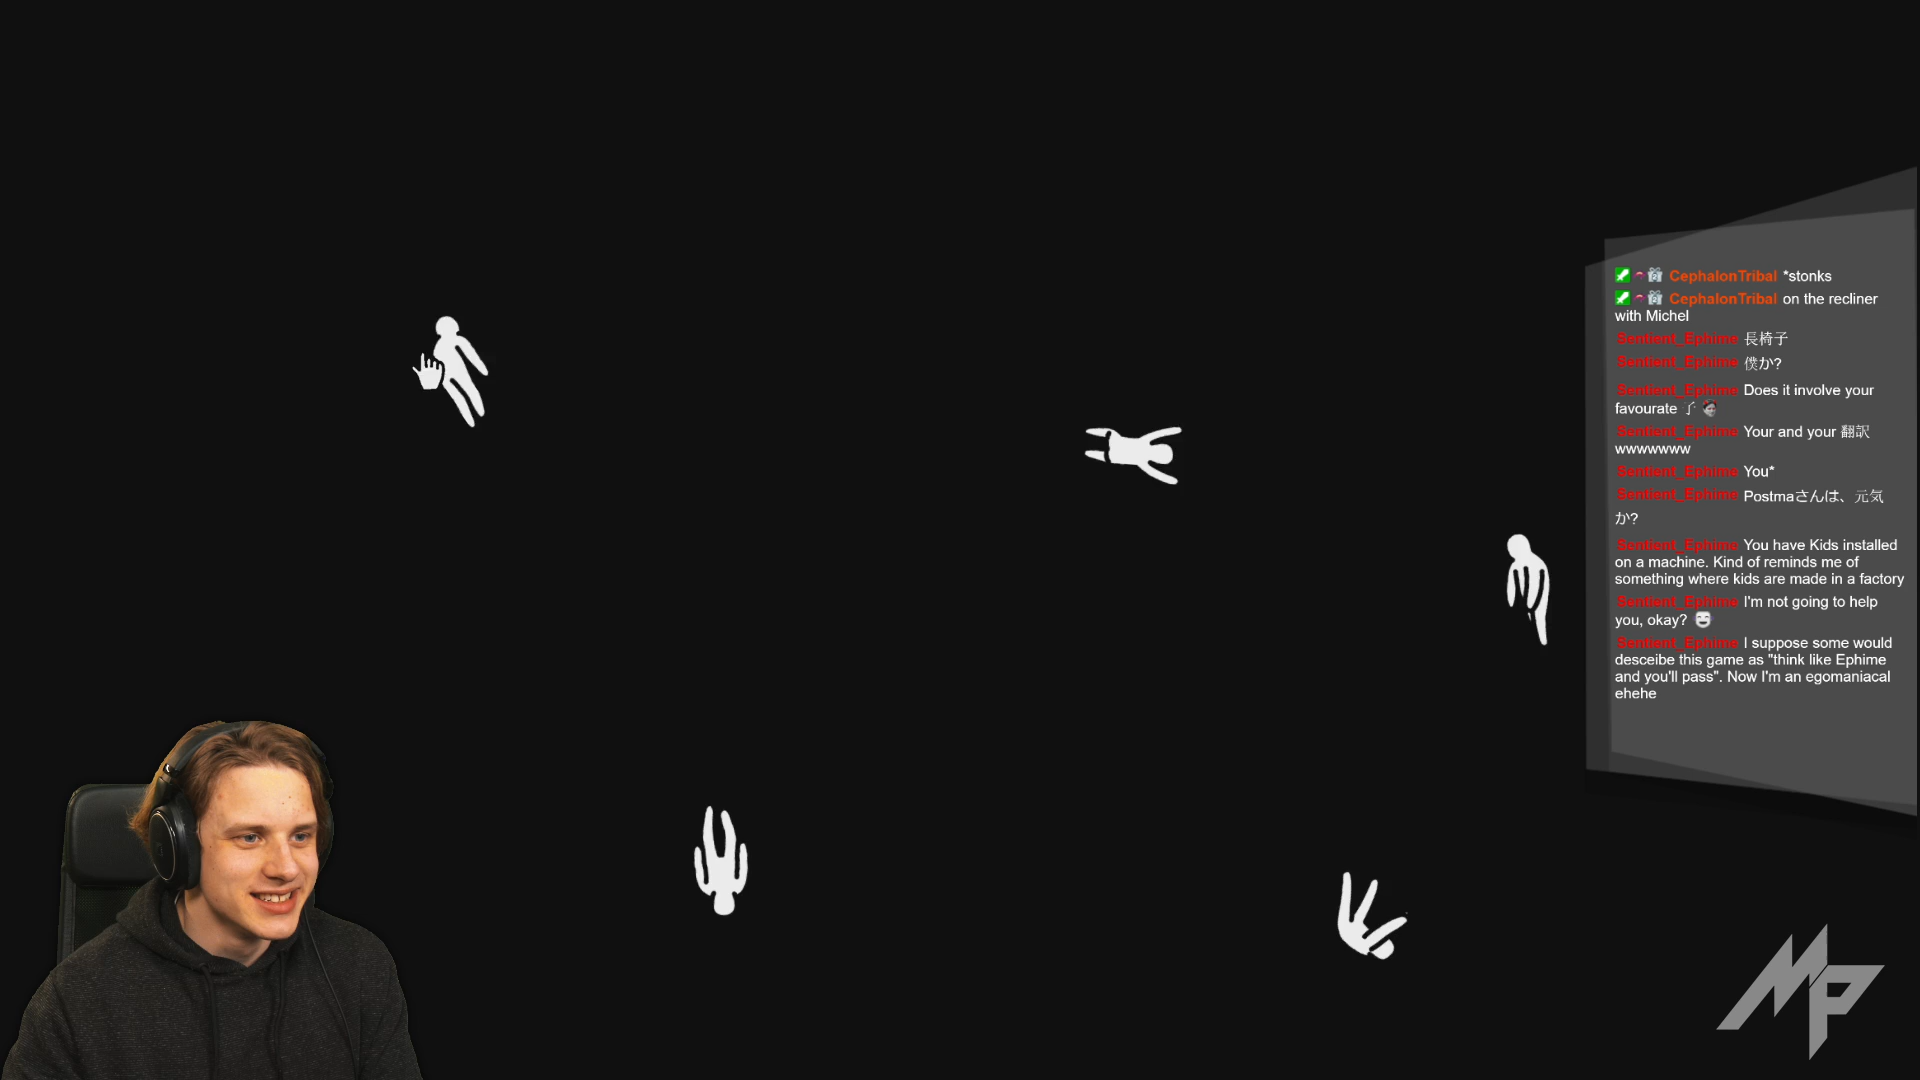 CephalonTribal *stonks
CephalonTribal on the recliner
with Michel
Sentient_Ephime 長椅子
Sentient_Ephime 僕か?
Sentient_Ephime Does it involve your
favourate 了
Sentient_Ephime Your and your 翻訳
wwwwwww
Sentient_Ephime You*
Sentient_Ephime Postmaさんは、元気
か?
Sentient_Ephime You have Kids installed
on a machine. Kind of reminds me of
something where kids are made in a factory
Sentient_Ephime I'm not going to help
you, okay?
Sentient_Ephime I suppose some would
desceibe this game as "think like Ephime
and you'll pass". Now I'm an egomaniacal
ehehe
MP